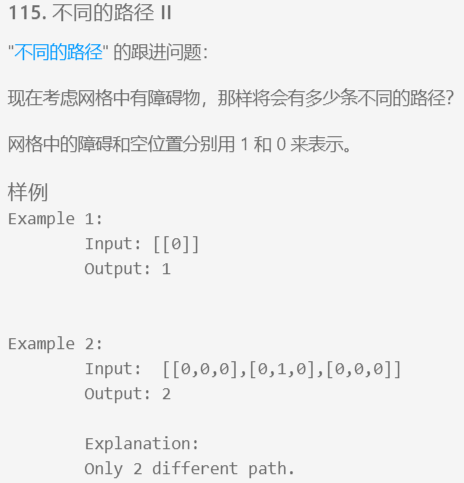 115. 不同的路径 II
"不同的路径" 的跟进问题：
现在考虑网格中有障碍物，那样将会有多少条不同的路径？
网格中的障碍和空位置分别用 1 和 0 来表示。
样例
Example 1:
Input: [[0]]
Output: 1
Example 2:
Input:  [[0,0,0],[0,1,0],[0,0,0]]
Output: 2
Explanation:
Only 2 different path.